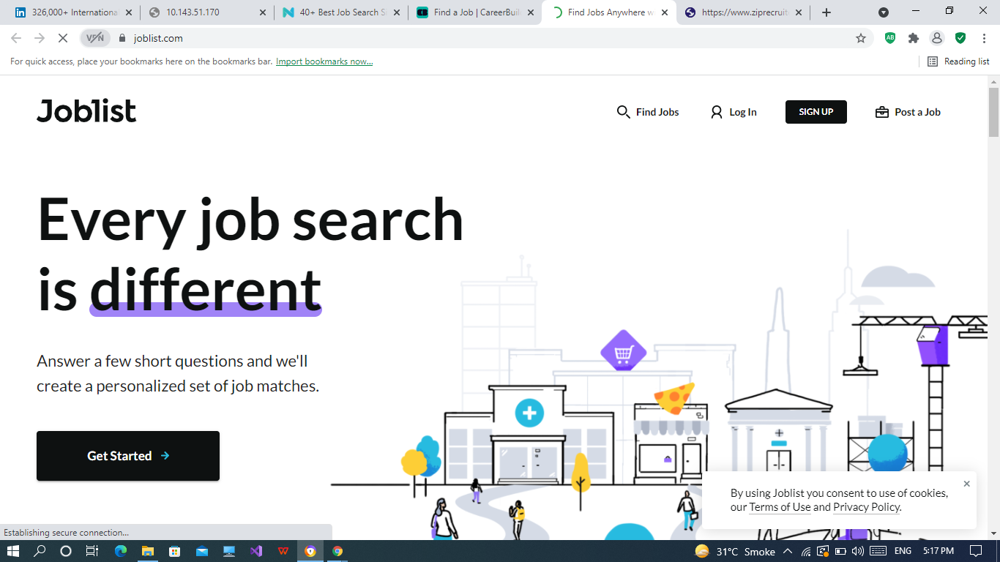 326,000+ Internationa
10.143.51.170
40+ Best Job Search Si
Find a Job | CareerBuil
Find Jobs Anywhere w
https://www.ziprecruit
VPN
joblist.com
AB
For quick access, place your bookmarks here on the bookmarks bar. Import bookmarks now...
Reading list
Joblist
Find Jobs
Log In
SIGN UP
Post a Job
Every job search
is different
Answer a few short questions and we'll
create a personalized set of job matches.
Get Started
By using Joblist you consent to use of cookies,
our Terms of Use and Privacy Policy.
Establishing secure connection...
31°C Smoke
ENG
5:17 PM